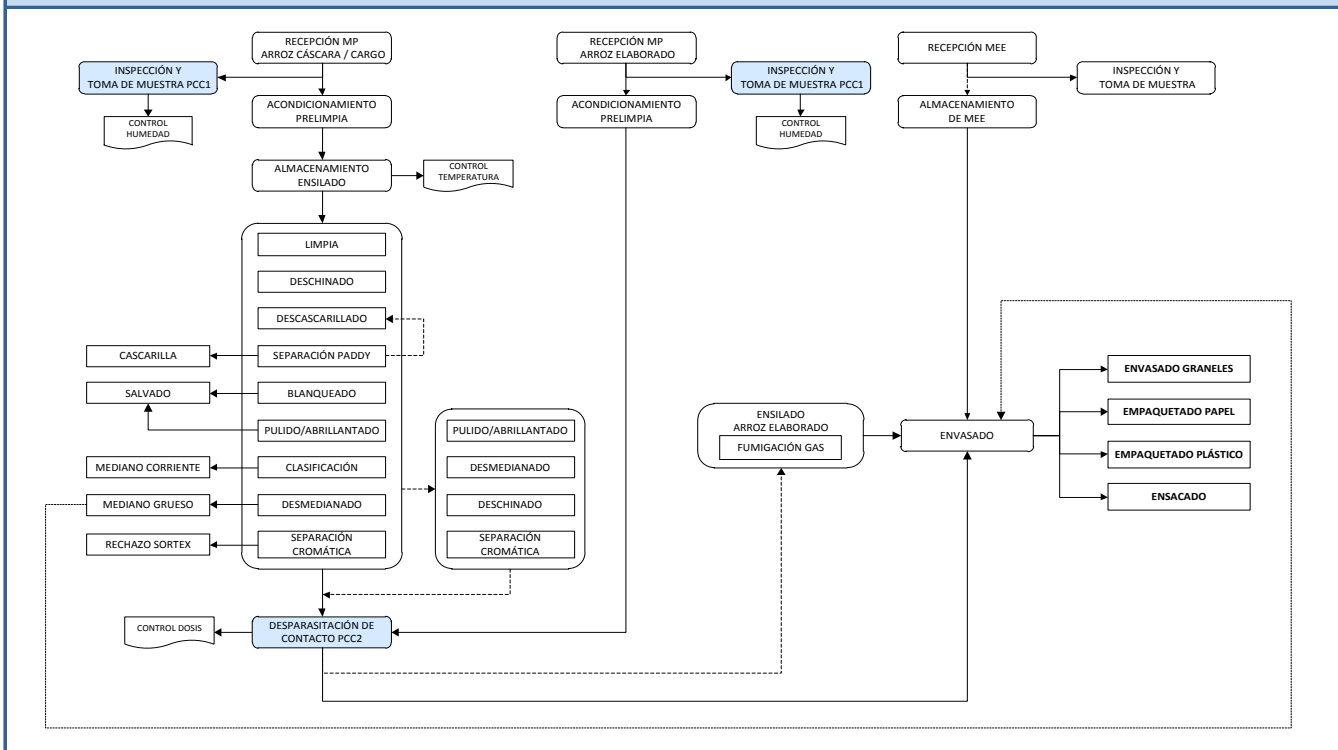 RECEPCIÓN MP
ARROZ CÁSCARA / CARGO
RECEPCIÓN MP
ARROZ ELABORADO
RECEPCIÓN MEE
INSPECCIÓN Y
TOMA DE MUESTRA PCC1
INSPECCIÓN Y
TOMA DE MUESTRA PCC1
INSPECCIÓN Y
TOMA DE MUESTRA
CONTROL
HUMEDAD
ACONDICIONAMIENTO
PRELIMPIA
ACONDICIONAMIENTO
PRELIMPIA
CONTROL
HUMEDAD
ALMACENAMIENTO
DE MEE
ALMACENAMIENTO
ENSILADO
CONTROL
TEMPERATURA
LIMPIA
DESCHINADO
DESCASCARILLADO
CASCARILLA
SEPARACIÓN PADDY
SALVADO
BLANQUEADO
PULIDO/ABRILLANTADO
MEDIANO CORRIENTE
CLASIFICACIÓN
MEDIANO GRUESO
DESMEDIANADO
RECHAZO SORTEX
SEPARACIÓN
CROMÁTICA
PULIDO/ABRILLANTADO
DESMEDIANADO
DESCHINADO
SEPARACIÓN
CROMÁTICA
ENSILADO
ARROZ ELABORADO
FUMIGACIÓN GAS
ENVASADO
ENVASADO GRANELES
EMPAQUETADO PAPEL
EMPAQUETADO PLÁSTICO
ENSACADO
CONTROL DOSIS
DESPARASITACIÓN DE
CONTACTO PCC2